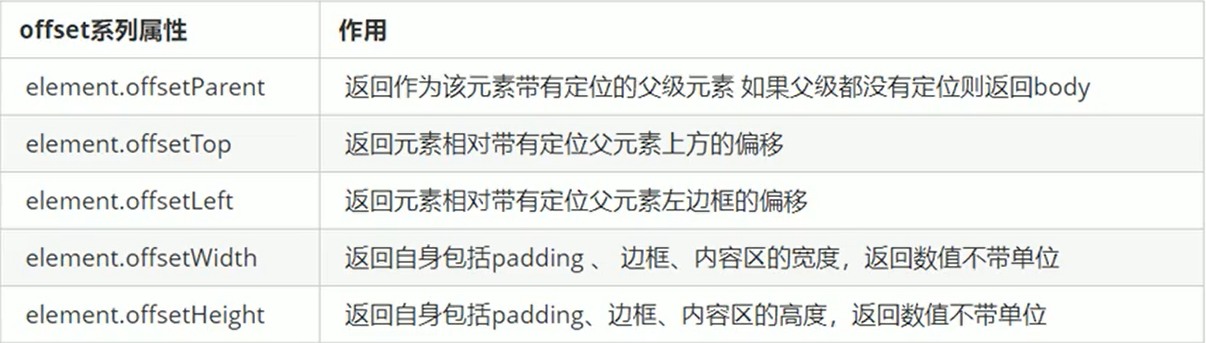 offset系列属性 作用
element.offsetParent 返回作为该元素带有定位的父级元素 如果父级都没有定位则返回body
element.offsetTop 返回元素相对带有定位父元素上方的偏移
element.offsetLeft 返回元素相对带有定位父元素左边框的偏移
element.offsetWidth 返回自身包括padding 、 边框、内容区的宽度，返回数值不带单位
element.offsetHeight 返回自身包括padding、边框、内容区的高度，返回数值不带单位